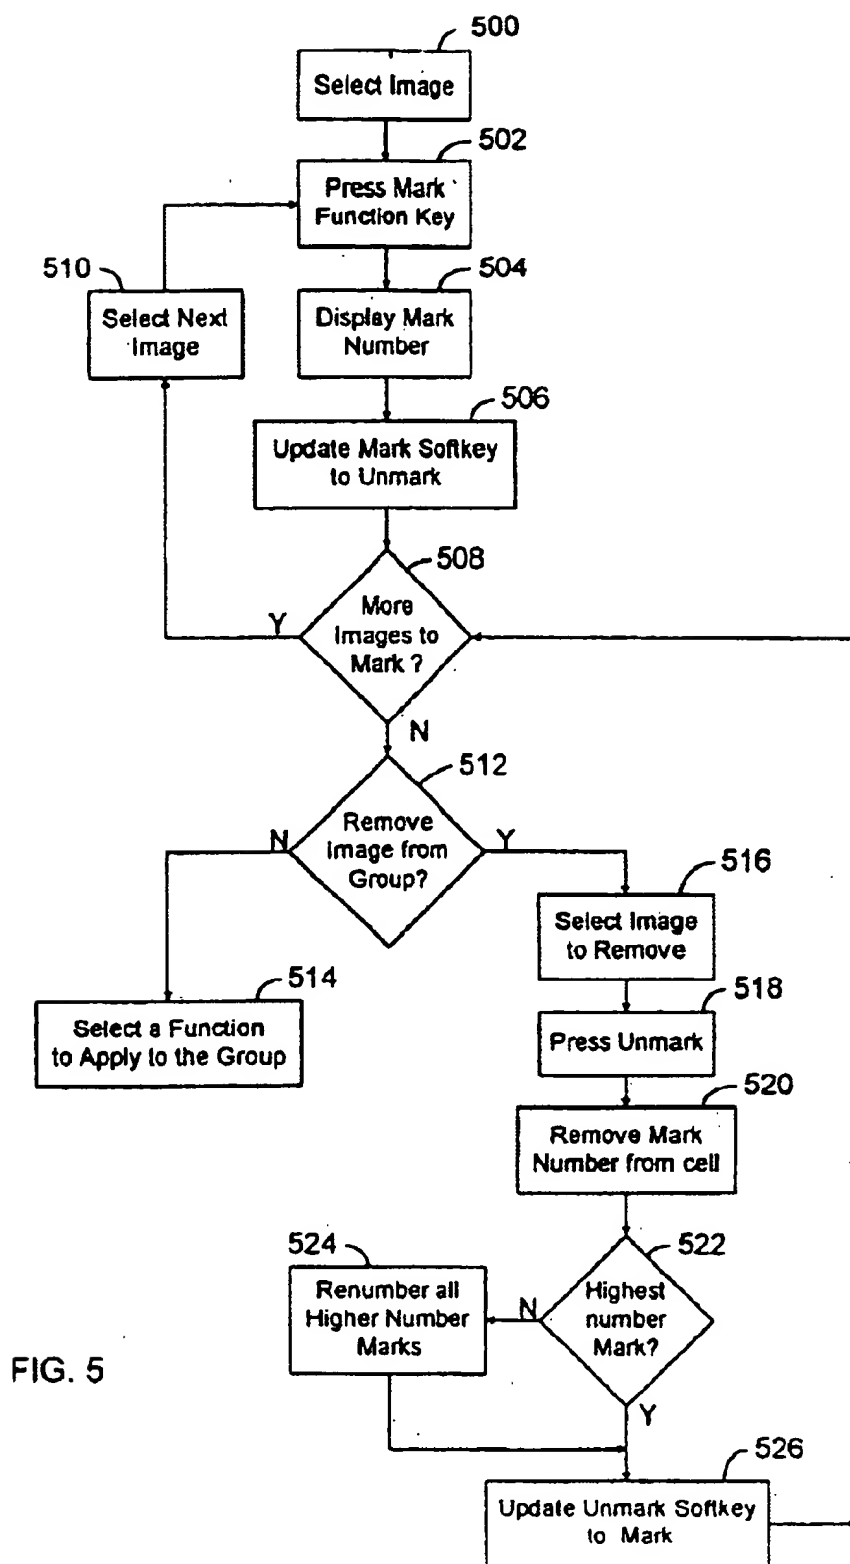 500
Select Image
502
Press Mark
Function Key
510
504
Select Next
Image
Display Mark
Number
506
Update Mark Softkey
to Unmark
508
Y
More
Images to
Mark ?
N
512
N
Remove
Image from
Group?
Y
516
Select Image
to Remove
514
Select a Function
to Apply to the Group
518
Press Unmark
520
Remove Mark
Number from cell
524
522
Renumber all
Higher Number
Marks
N
Highest
number
Mark?
FIG. 5
Y
526
Update Unmark Softkey
to Mark